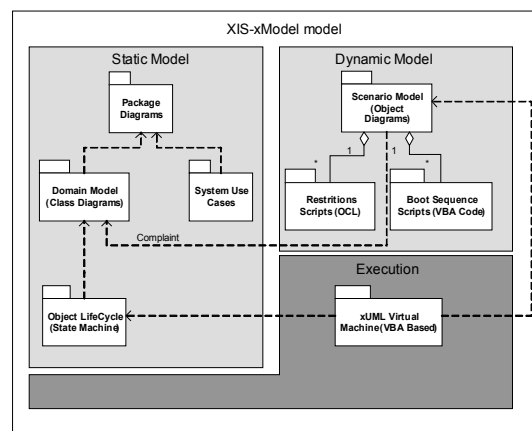 XIS-xModel model
Static Model
Package
Diagrams
Domain Model
(Class Diagrams)
System Use
Cases
Object LifeCycle
(State Machine)
Dynamic Model
Scenario Model
(Object
Diagrams)
1
1
*
*
Restritions
Scripts (OCL)
Boot Sequence
Scripts (VBA Code)
Complaint
Execution
xUML Virtual
Machine(VBA Based)